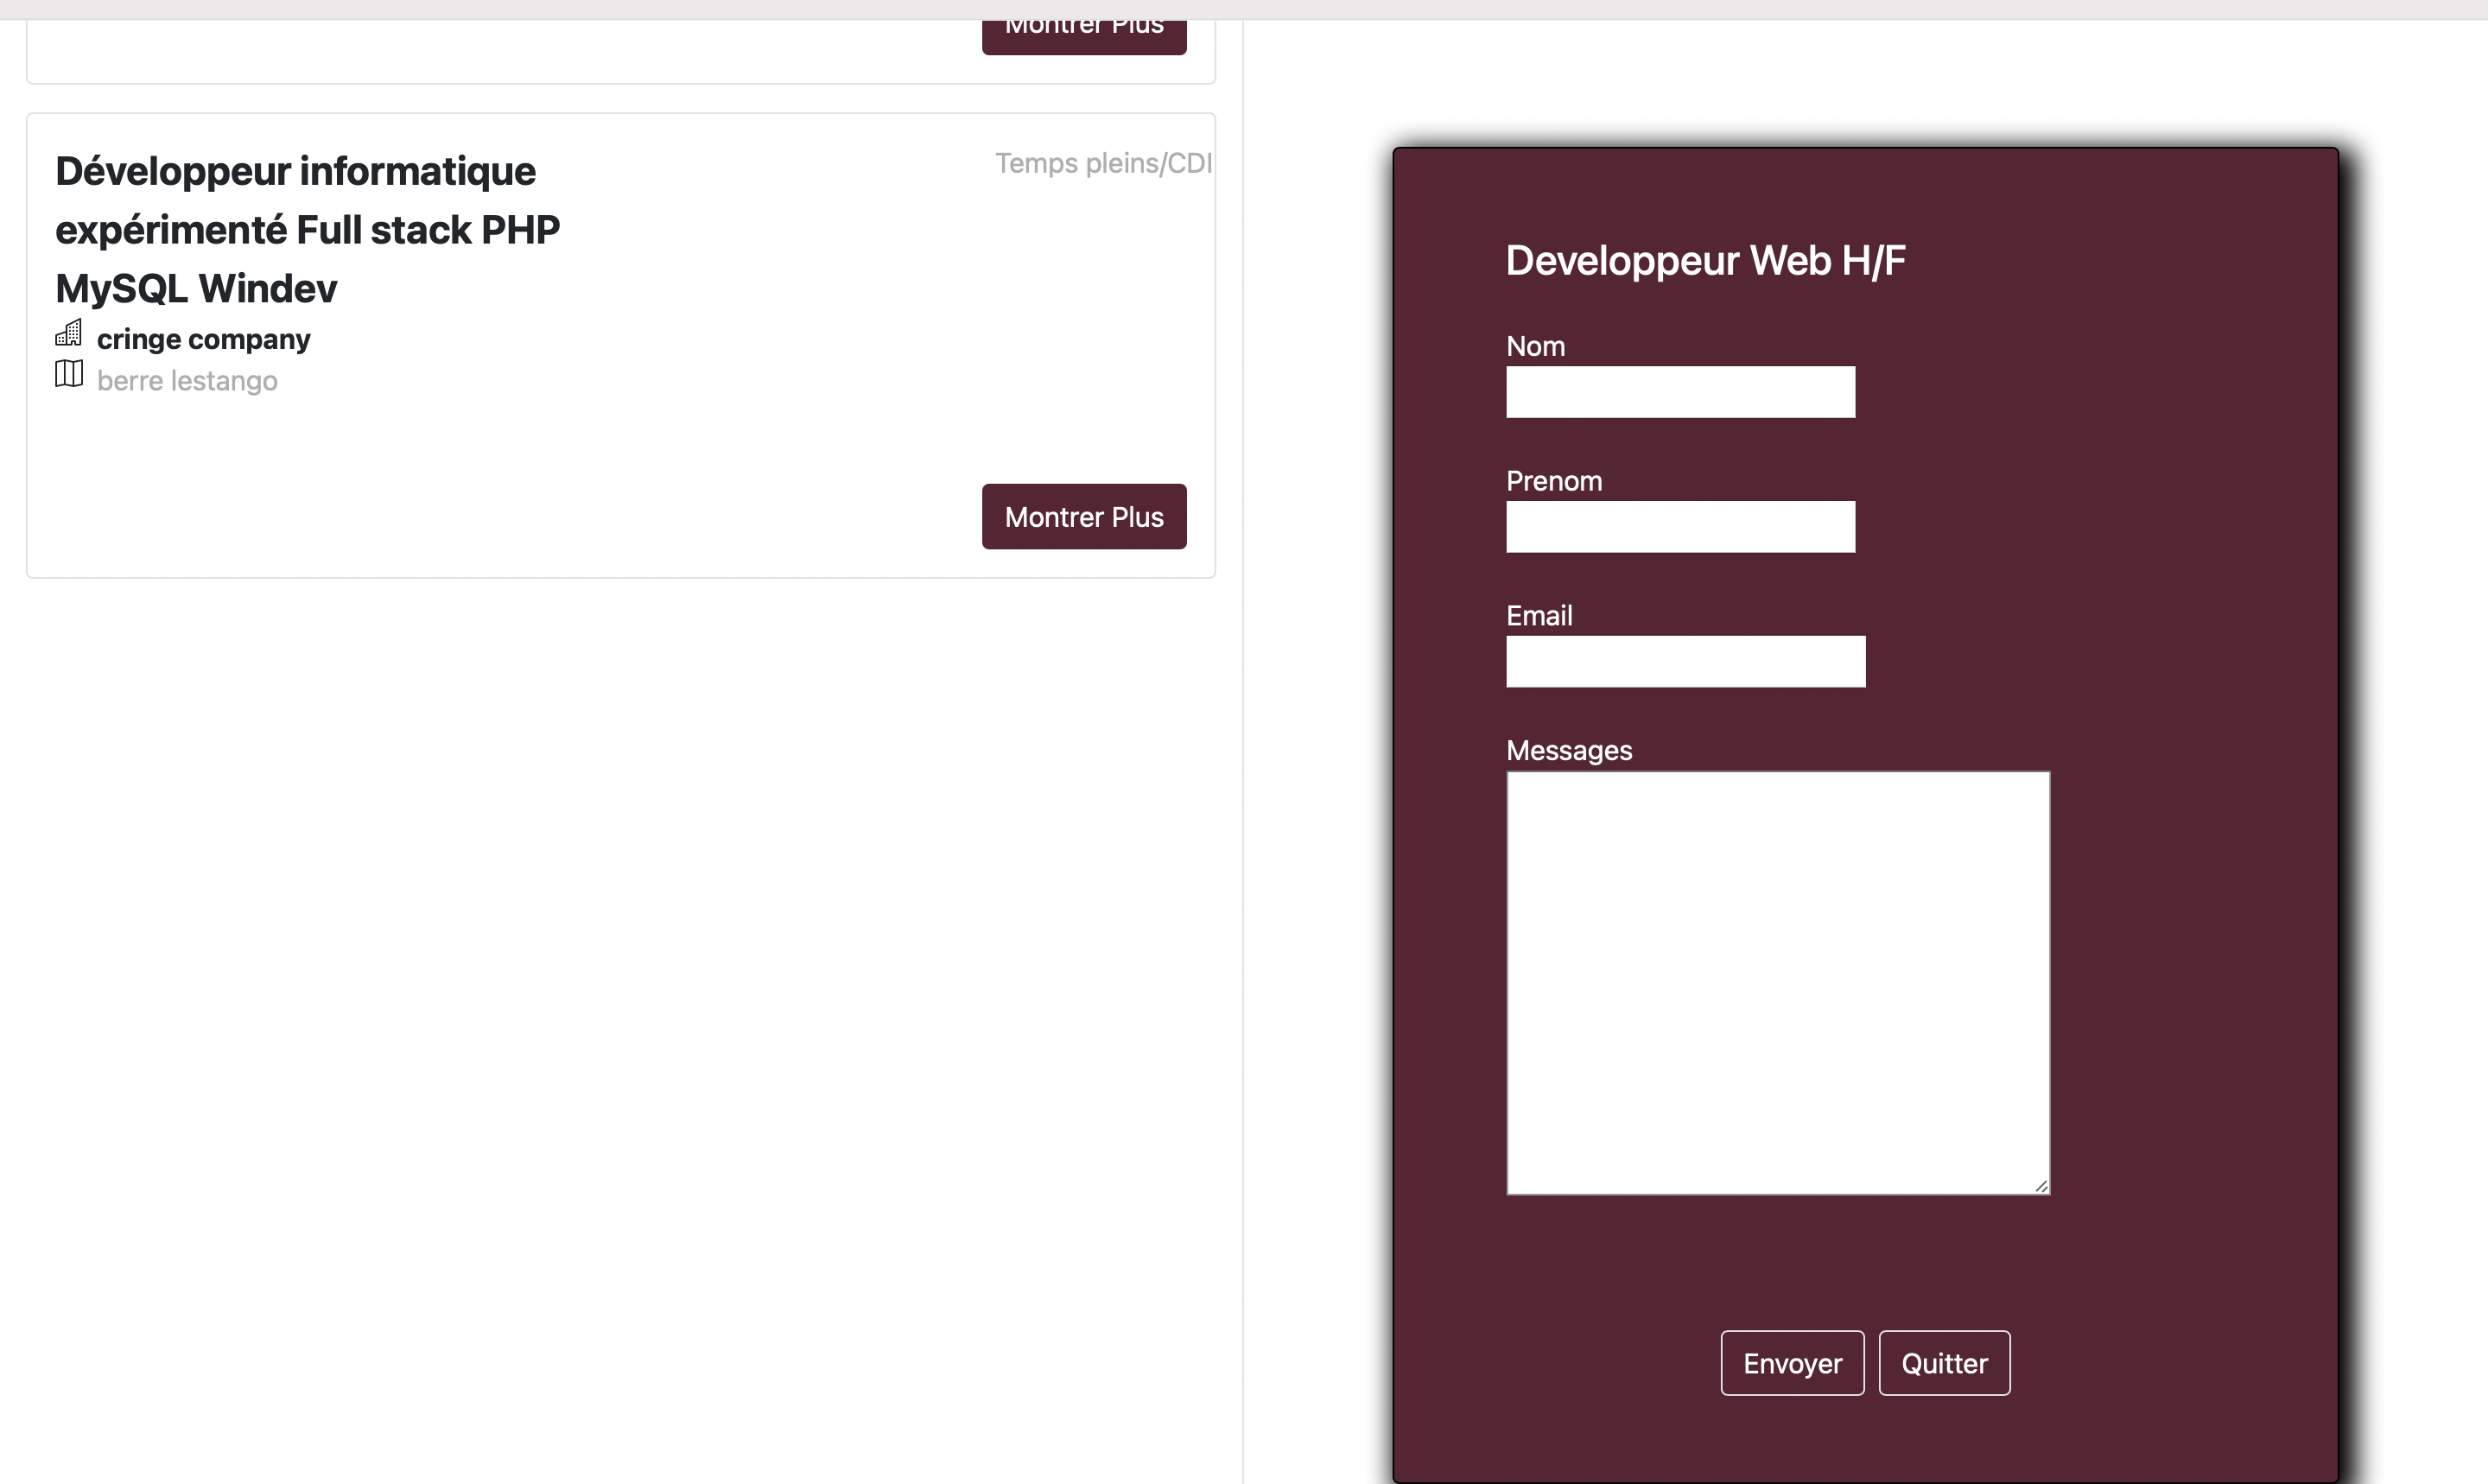 Montrer Plus
Développeur informatique
expérimenté Full stack PHP
MySQL Windev
Temps pleins/CDI
cringe company
berre lestango
Montrer Plus
Developpeur Web H/F
Nom
Prenom
Email
Messages
Envoyer
Quitter